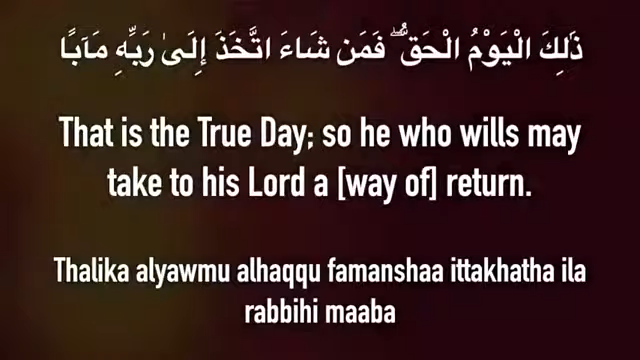 ذَٰلِكَ الْيَوْمُ الْحَقُّ ۖ فَمَن شَاءَ اتَّخَذَ إِلَىٰ رَبِّهِ مَآبًا
That is the True Day; so he who wills may
take to his Lord a [way of] return.
Thalika alyawmu alhaqqu famanshaa ittakhatha ila
rabbihi maaba